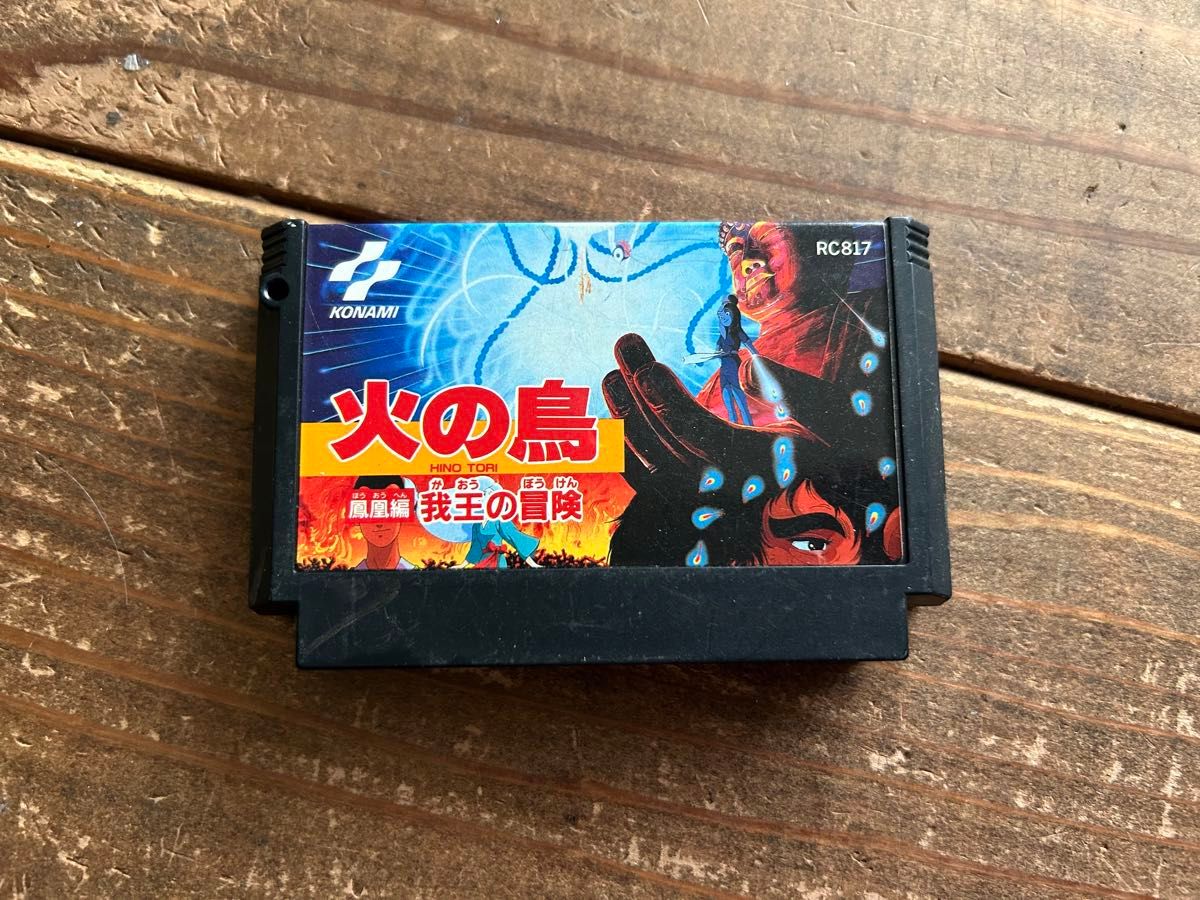 KONAMI
RC817
火の鳥
HINO TORI
ほう おう へん
鳳凰編
が おう ぼう けん
我王の冒険